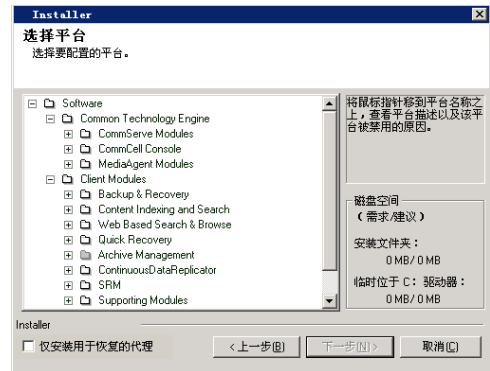 Installer
选择平台
选择要配置的平台。
Software
Common Technology Engine
CommServe Modules
CommCell Console
MediaAgent Modules
Client Modules
Backup & Recovery
Content Indexing and Search
Web Based Search & Browse
Quick Recovery
Archive Management
ContinuousDataReplicator
SRM
Supporting Modules
将鼠标指针移到平台名称之
上，查看平台描述以及该平
台被禁用的原因。
磁盘空间
（需求/建议）
安装文件夹：
0 MB/ 0 MB
临时位于 C： 驱动器：
0 MB/ 0 MB
Installer
仅安装用于恢复的代理
<上一步(B)
下一步(N)>
取消(C)